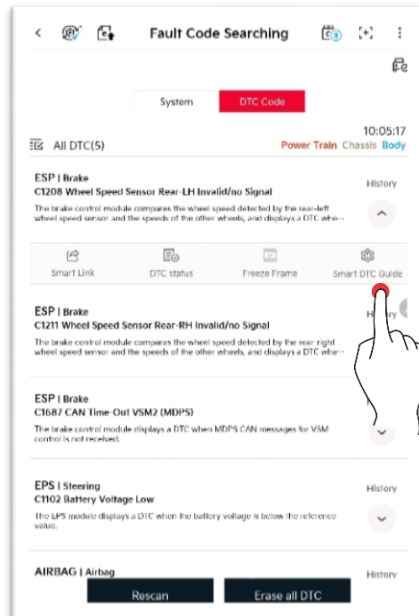 Fault Code Searching
System
DTC Code
10:05:17
All DTC(5)
Power Train Chassis Body
ESP | Brake
C1208 Wheel Speed Sensor Rear-LH Invalid/no Signal
History
The brake control module compares the wheel speed detected by the rear-left
wheel speed sensor and the speeds of the other wheels, and displays a DTC whe···
Smart Link
DTC status
Freeze Frame
Smart DTC Guide
ESP | Brake
C1211 Wheel Speed Sensor Rear-RH Invalid/no Signal
The brake control module compares the wheel speed detected by the rear right
wheel speed sensor and the speeds of the other wheels, and displays a DTC whe···
ESP | Brake
C1687 CAN Time-Out VSM2 (MDPS)
The brake control module displays a DTC when MDPS CAN messages for VSM
control is not received.
EPS | Steering
C1102 Battery Voltage Low
History
The EPS module displays a DTC when the battery voltage is below the reference
value.
AIRBAG | Airbag
History
Rescan
Erase all DTC